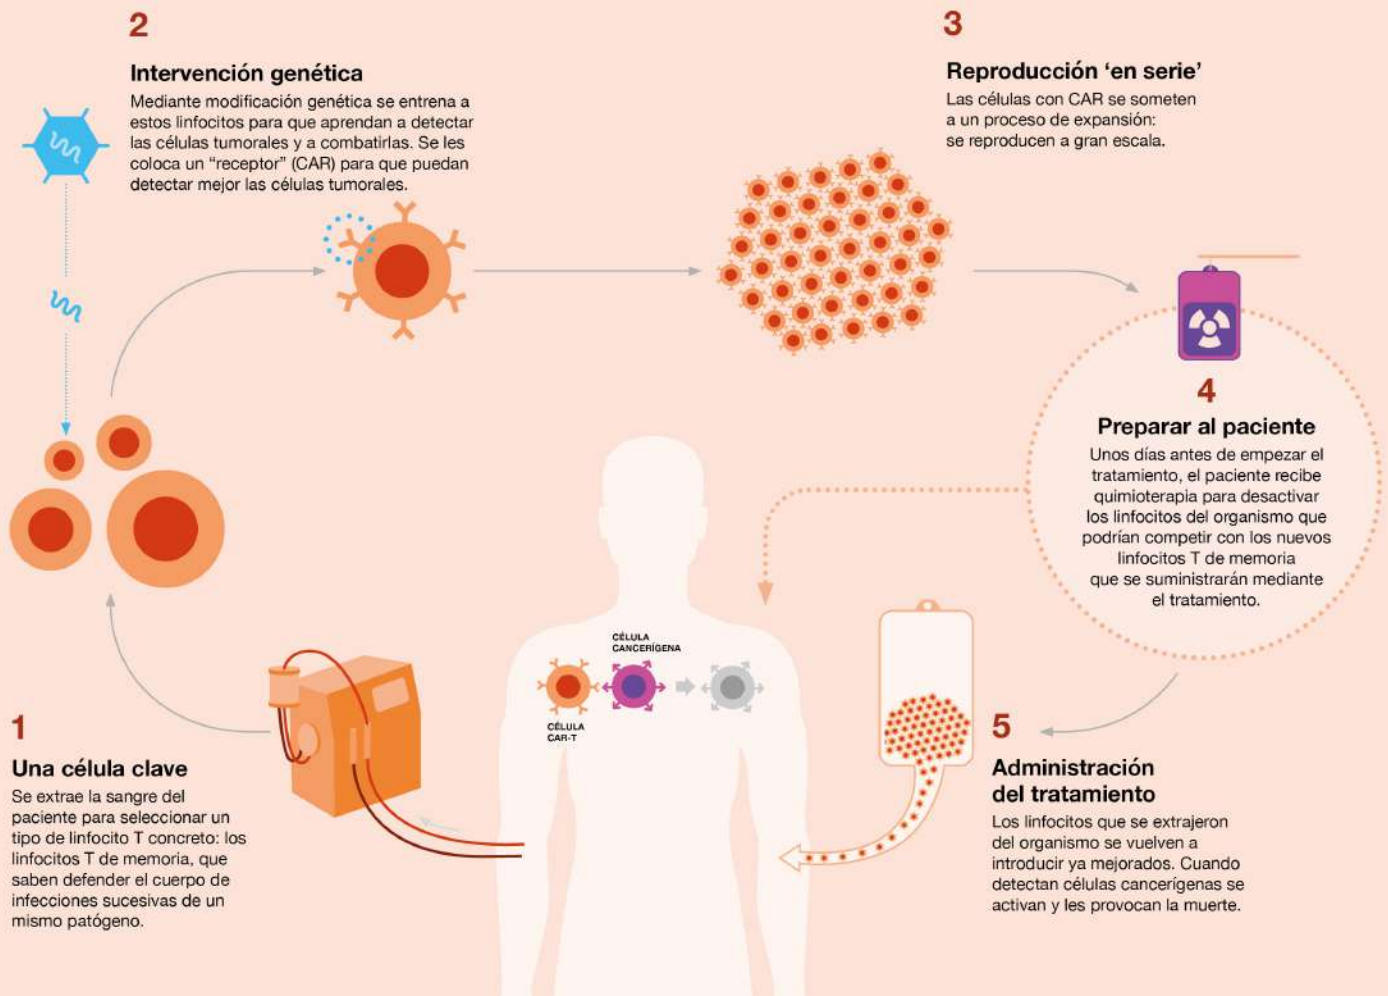 2
Intervención genética
Mediante modificación genética se entrena a
estos linfocitos para que aprendan a detectar
las células tumorales y a combatirlas. Se les
coloca un “receptor” (CAR) para que puedan
detectar mejor las células tumorales.
3
Reproducción ‘en serie’
Las células con CAR se someten
a un proceso de expansión:
se reproducen a gran escala.
4
Preparar al paciente
Unos días antes de empezar el
tratamiento, el paciente recibe
quimioterapia para desactivar
los linfocitos del organismo que
podrían competir con los nuevos
linfocitos T de memoria
que se suministrarán mediante
el tratamiento.
CÉLULA
CANCERÍGENA
CÉLULA
CAR-T
1
Una célula clave
Se extrae la sangre del
paciente para seleccionar un
tipo de linfocito T concreto: los
linfocitos T de memoria, que
saben defender el cuerpo de
infecciones sucesivas de un
mismo patógeno.
5
Administración
del tratamiento
Los linfocitos que se extrajeron
del organismo se vuelven a
introducir ya mejorados. Cuando
detectan células cancerígenas se
activan y les provocan la muerte.